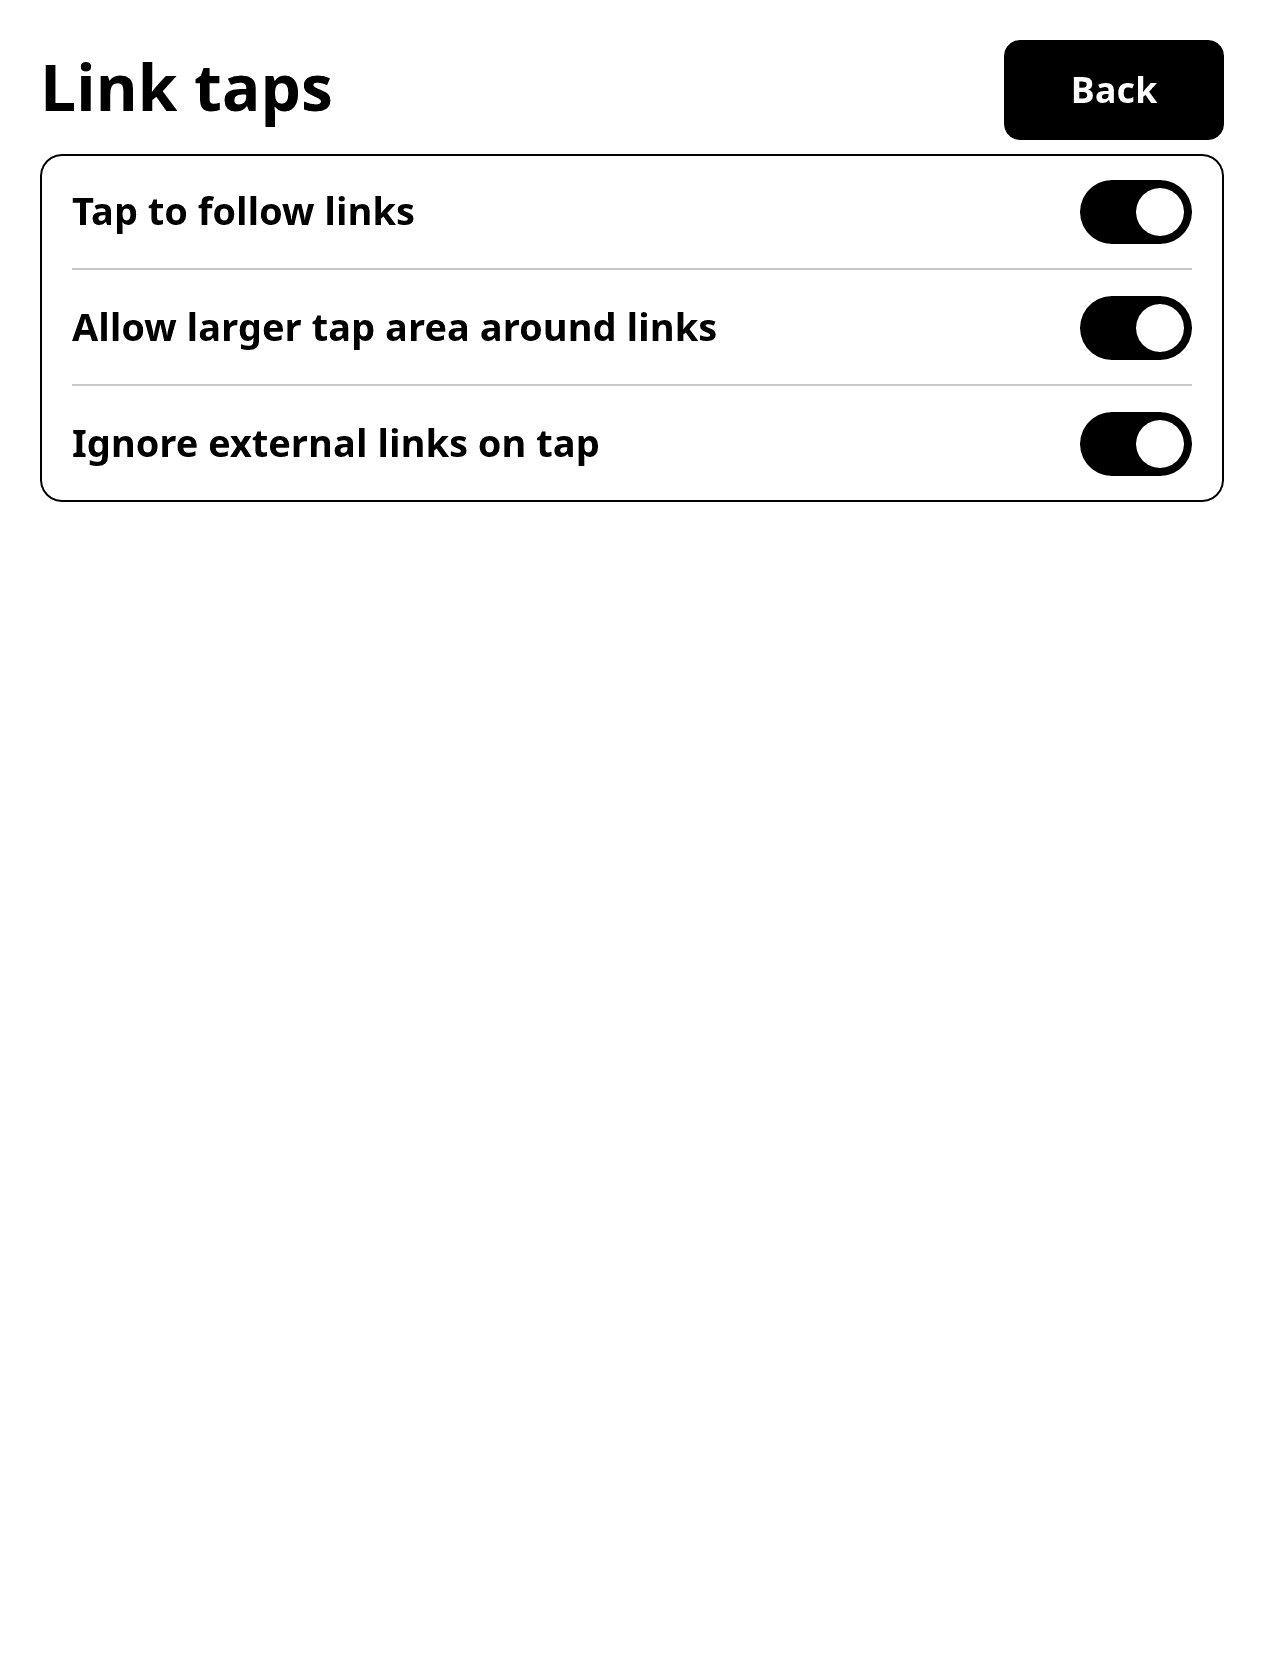 Link taps
Back
Tap to follow links
Allow larger tap area around links
Ignore external links on tap